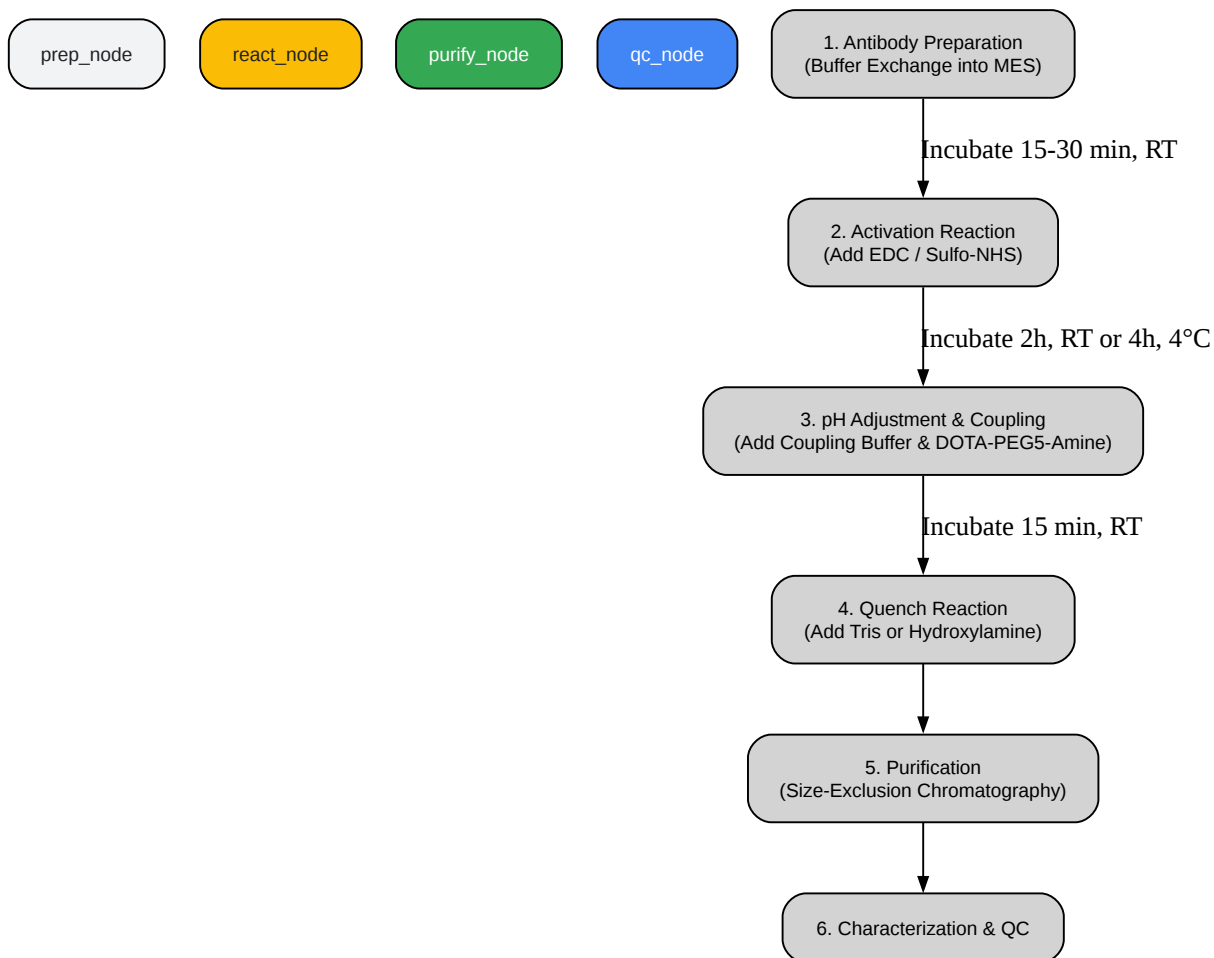 prep_node
react_node
purify_node
qc_node
1. Antibody Preparation
(Buffer Exchange into MES)
Incubate 15-30 min, RT
2. Activation Reaction
(Add EDC / Sulfo-NHS)
Incubate 2h, RT or 4h, 4°C
3. pH Adjustment & Coupling
(Add Coupling Buffer & DOTA-PEG5-Amine)
Incubate 15 min, RT
4. Quench Reaction
(Add Tris or Hydroxylamine)
5. Purification
(Size-Exclusion Chromatography)
6. Characterization & QC